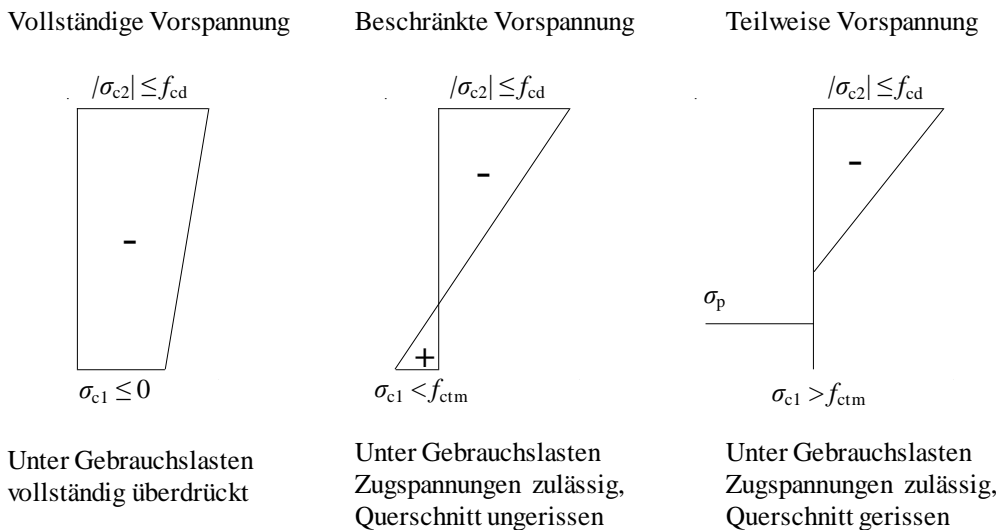 Vollständige Vorspannung
Beschränkte Vorspannung
Teilweise Vorspannung
|σc2| ≤ fcd
|σc2| ≤ fcd
|σc2| ≤ fcd
-
-
-
σp
+
σc1 ≤ 0
σc1 < fctm
σc1 > fctm
Unter Gebrauchslasten
vollständig überdrückt
Unter Gebrauchslasten
Zugspannungen zulässig,
Querschnitt ungerissen
Unter Gebrauchslasten
Zugspannungen zulässig,
Querschnitt gerissen